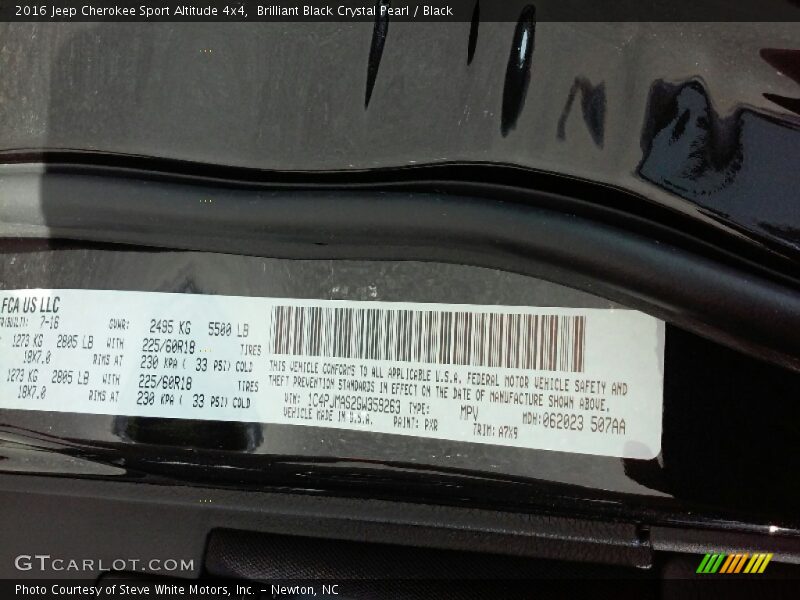 2016 Jeep Cherokee Sport Altitude 4x4,  Brilliant Black Crystal Pearl / Black
FCA US LLC
7-16 GVWR: 2495 KG 5500 LB
1273 KG 2805 LB WITH 225/60R18 TIRES
18X7.0 RIMS AT 230 KPA ( 33 PSI) COLD
1273 KG 2805 LB WITH 225/60R18 TIRES
18X7.0 RIMS AT 230 KPA ( 33 PSI) COLD
THIS VEHICLE CONFORMS TO ALL APPLICABLE U.S.A. FEDERAL MOTOR VEHICLE SAFETY AND
THEFT PREVENTION STANDARDS IN EFFECT ON THE DATE OF MANUFACTURE SHOWN ABOVE.
VIN: 1C4PJMAS2GW359263 TYPE: MPV MDH:062023 507AA
VEHICLE MADE IN U.S.A. PAINT: PXR TRIM: A7X9
GTCARLOT.COM
Photo Courtesy of Steve White Motors, Inc. – Newton, NC